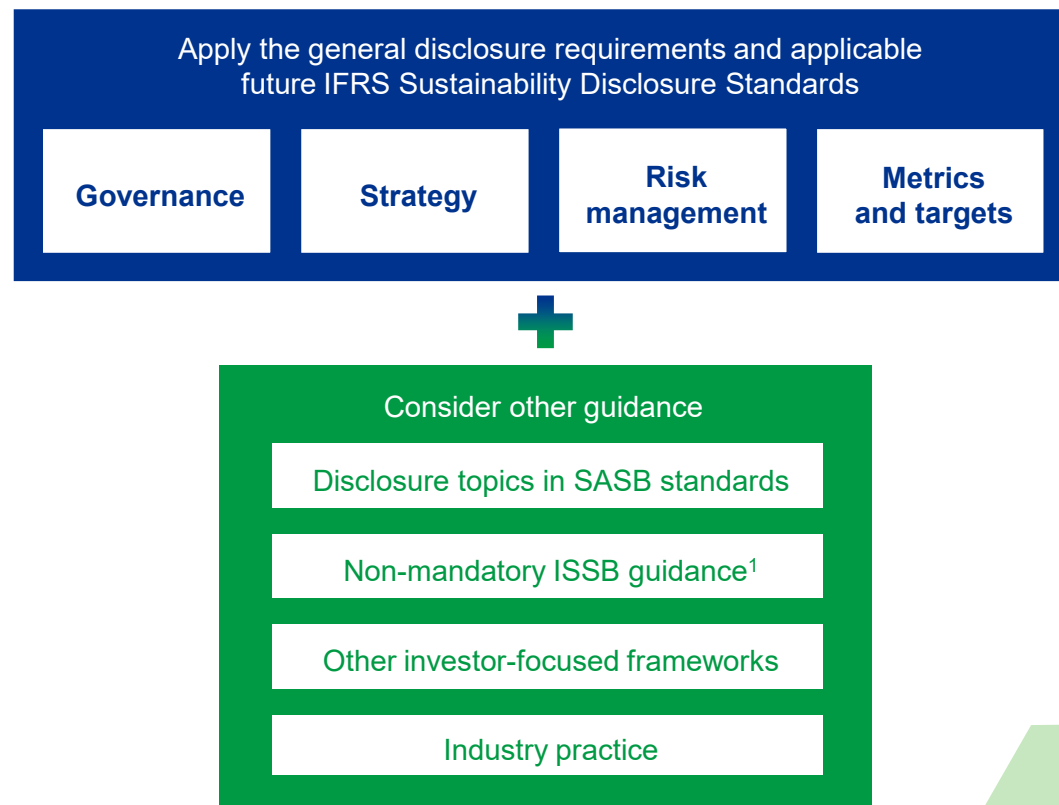 Apply the general disclosure requirements and applicable
future IFRS Sustainability Disclosure Standards
Governance
Strategy
Risk
management
Metrics
and targets
Consider other guidance
Disclosure topics in SASB standards
Non-mandatory ISSB guidance¹
Other investor-focused frameworks
Industry practice